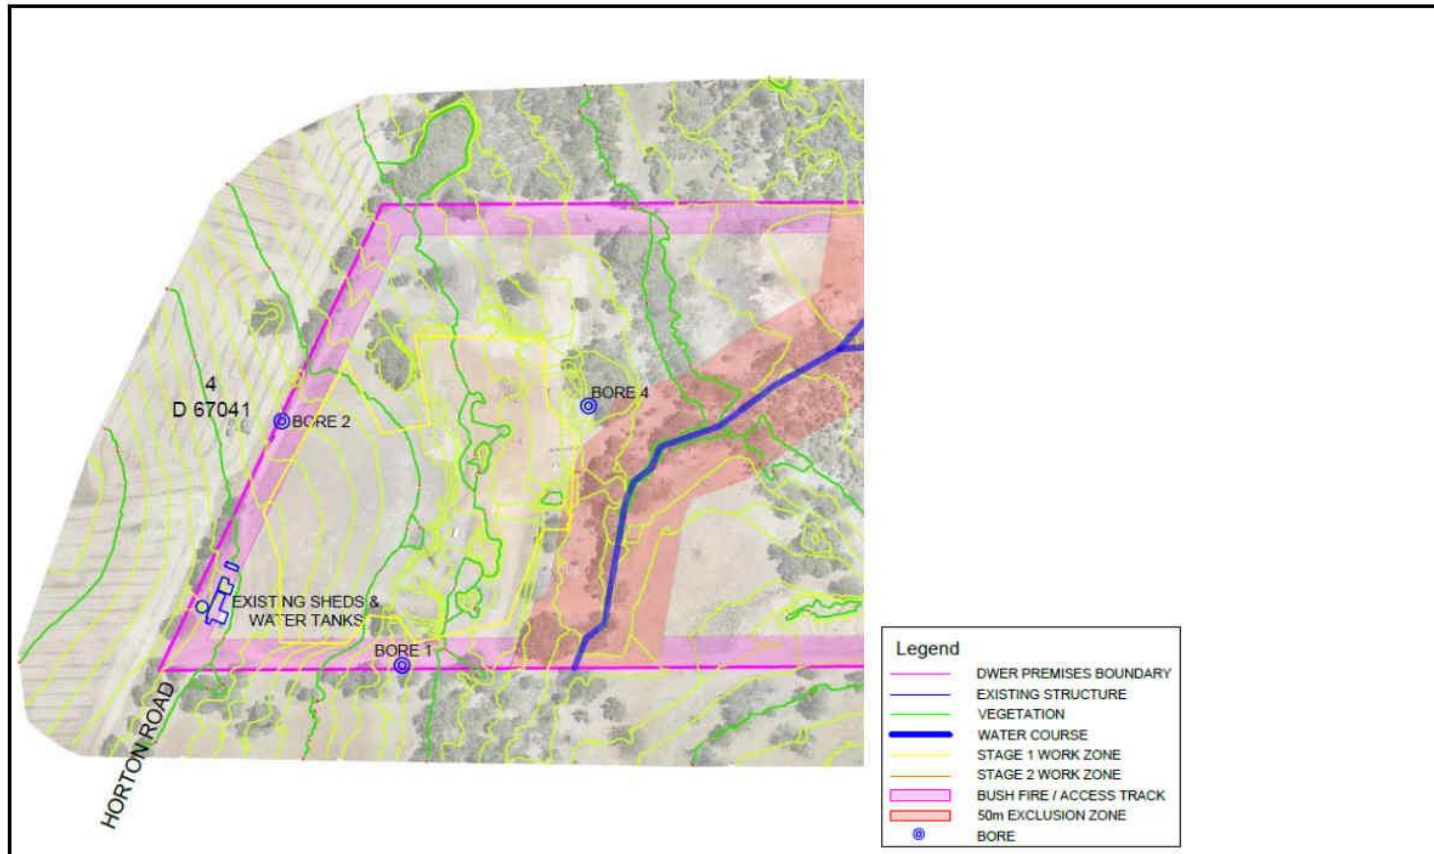 4
D 67041
BORE 4
BORE 2
EXISTING SHEDS &
WATER TANKS
BORE 1
HORTON ROAD
Legend
DWER PREMISES BOUNDARY
EXISTING STRUCTURE
VEGETATION
WATER COURSE
STAGE 1 WORK ZONE
STAGE 2 WORK ZONE
BUSH FIRE / ACCESS TRACK
50m EXCLUSION ZONE
BORE